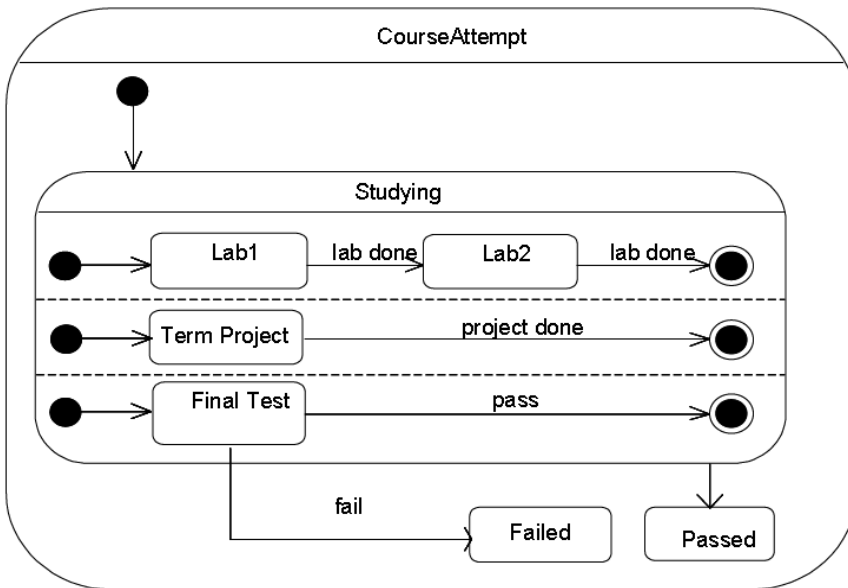 CourseAttempt
Studying
Lab1
lab done
Lab2
lab done
Term Project
project done
Final Test
pass
fail
Failed
Passed